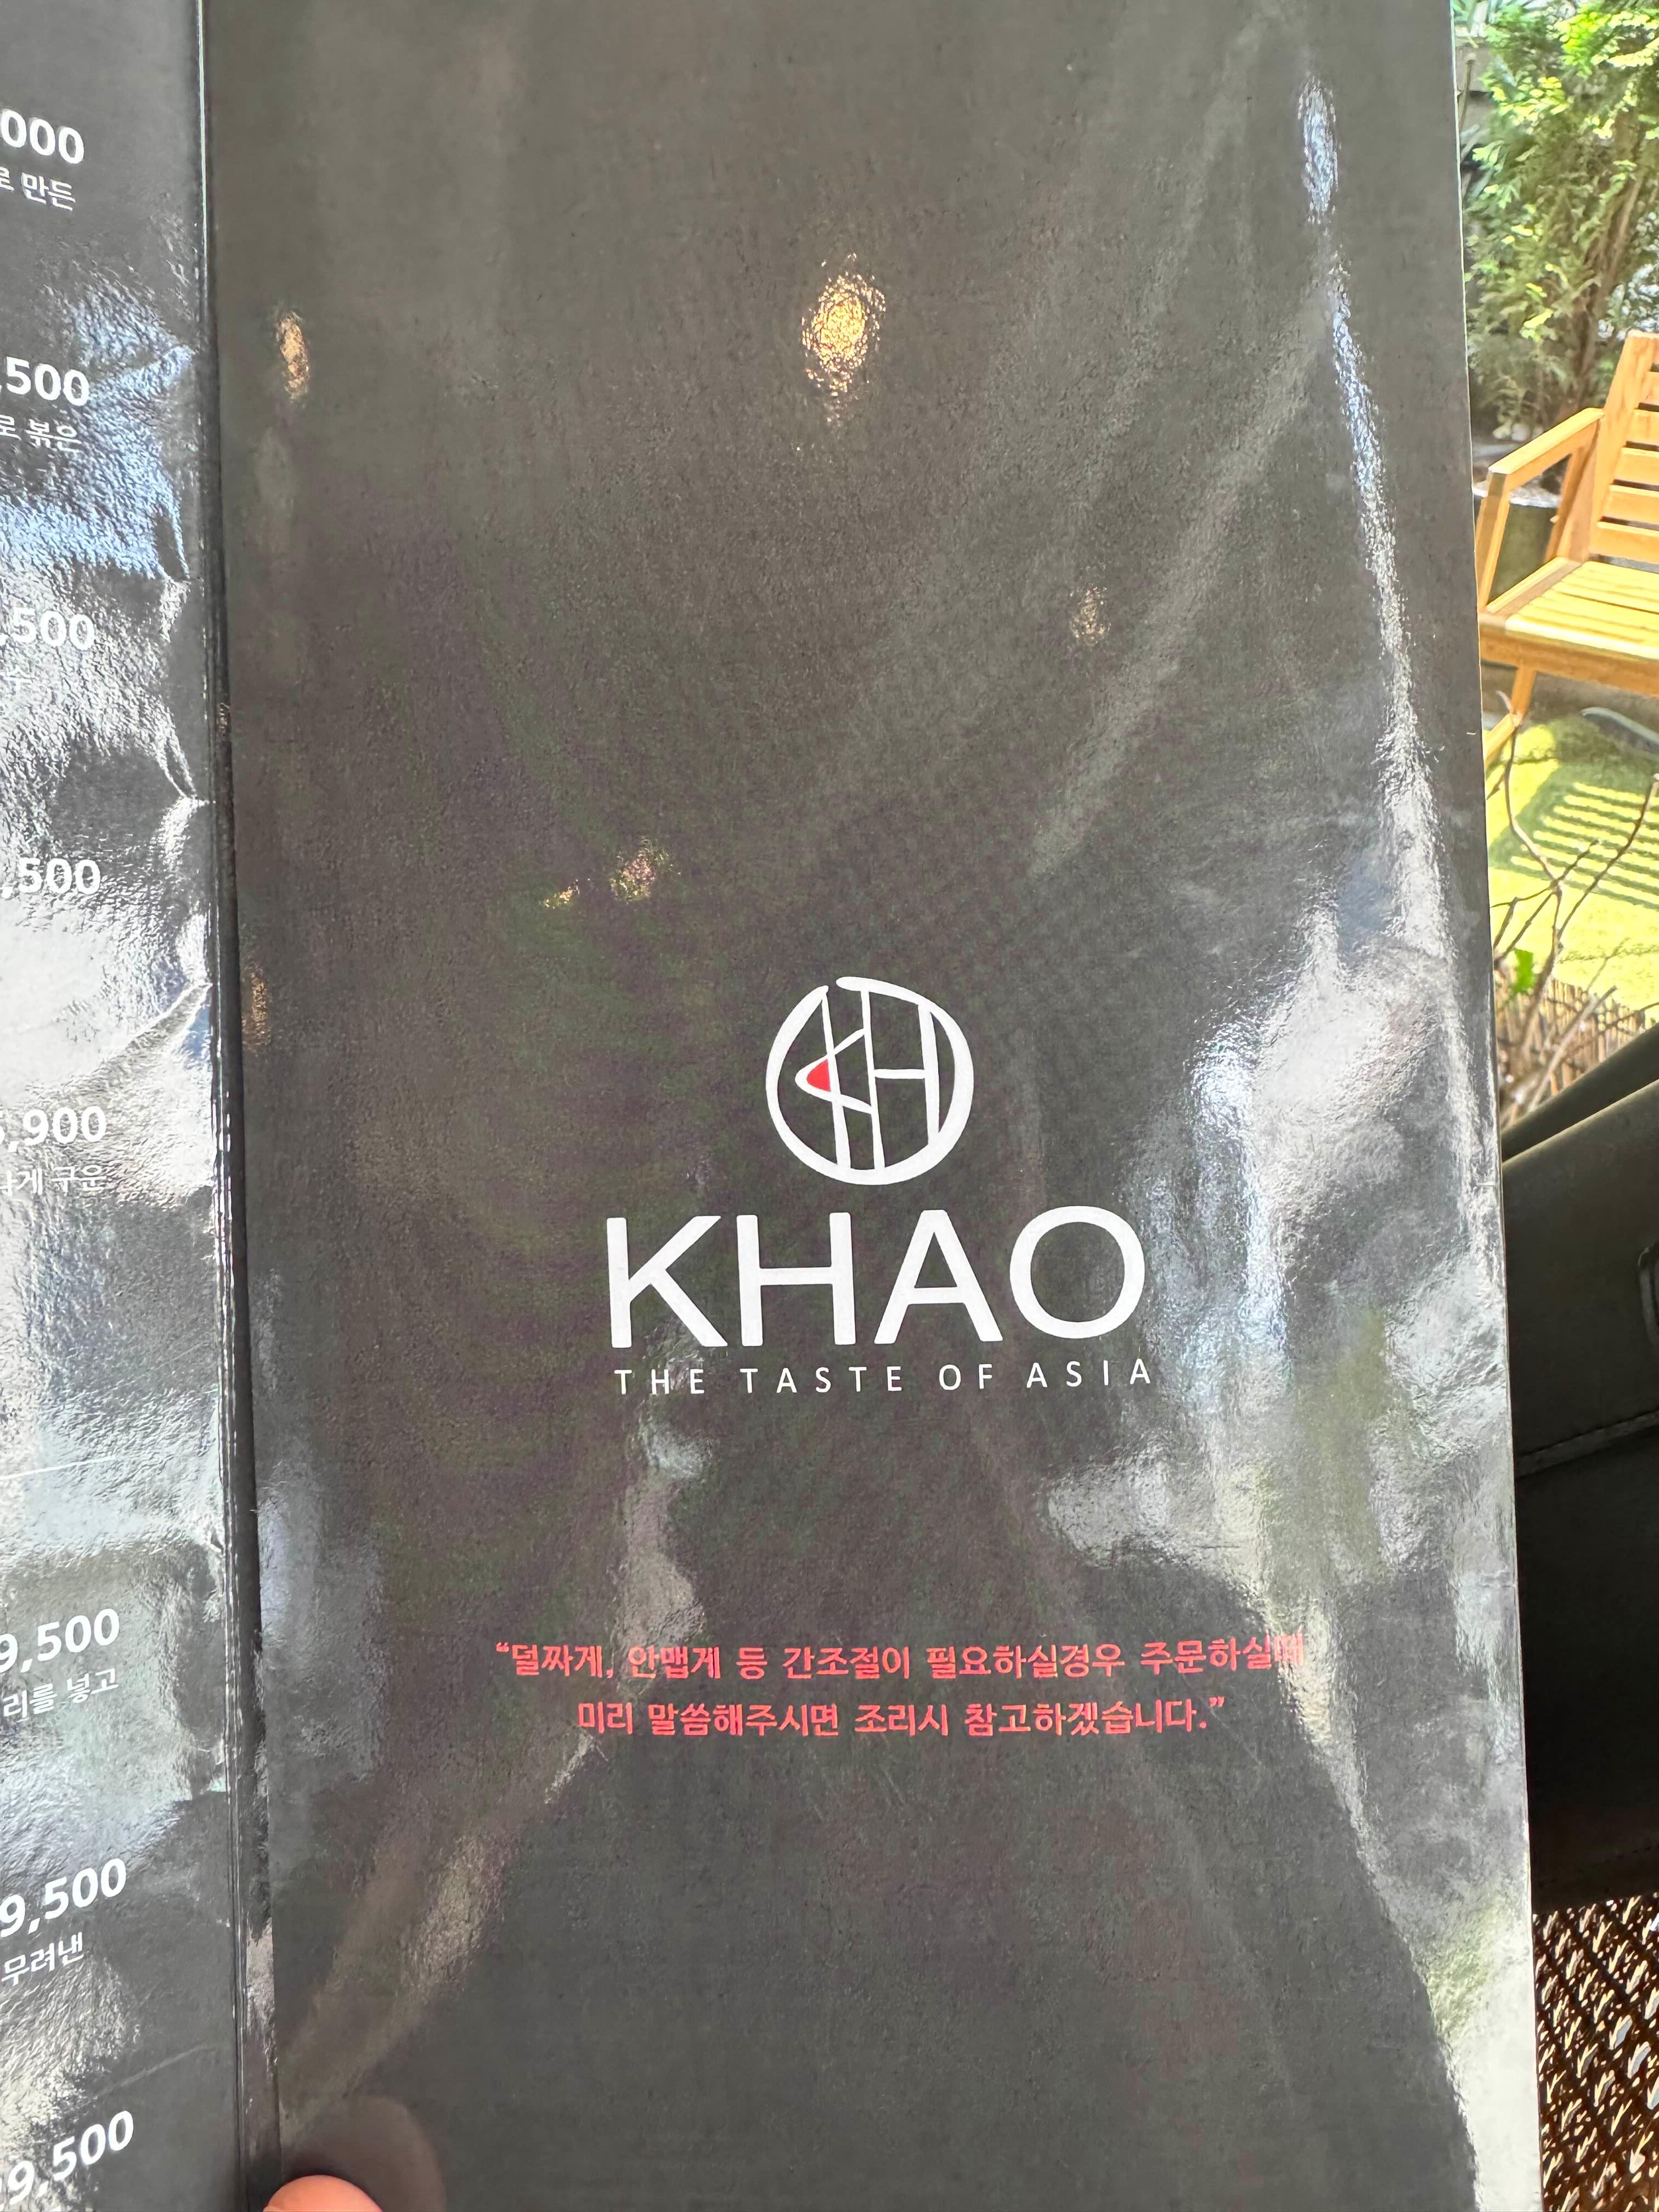 000
로 만든
,500
로 볶은
,500
,500
,900
게 구운
9,500
리를 넣고
9,500
무려낸
9,500
KH
KHAO
THE TASTE OF ASIA
“덜짜게, 안맵게 등 간조절이 필요하실경우 주문하실때
미리 말씀해주시면 조리시 참고하겠습니다.”